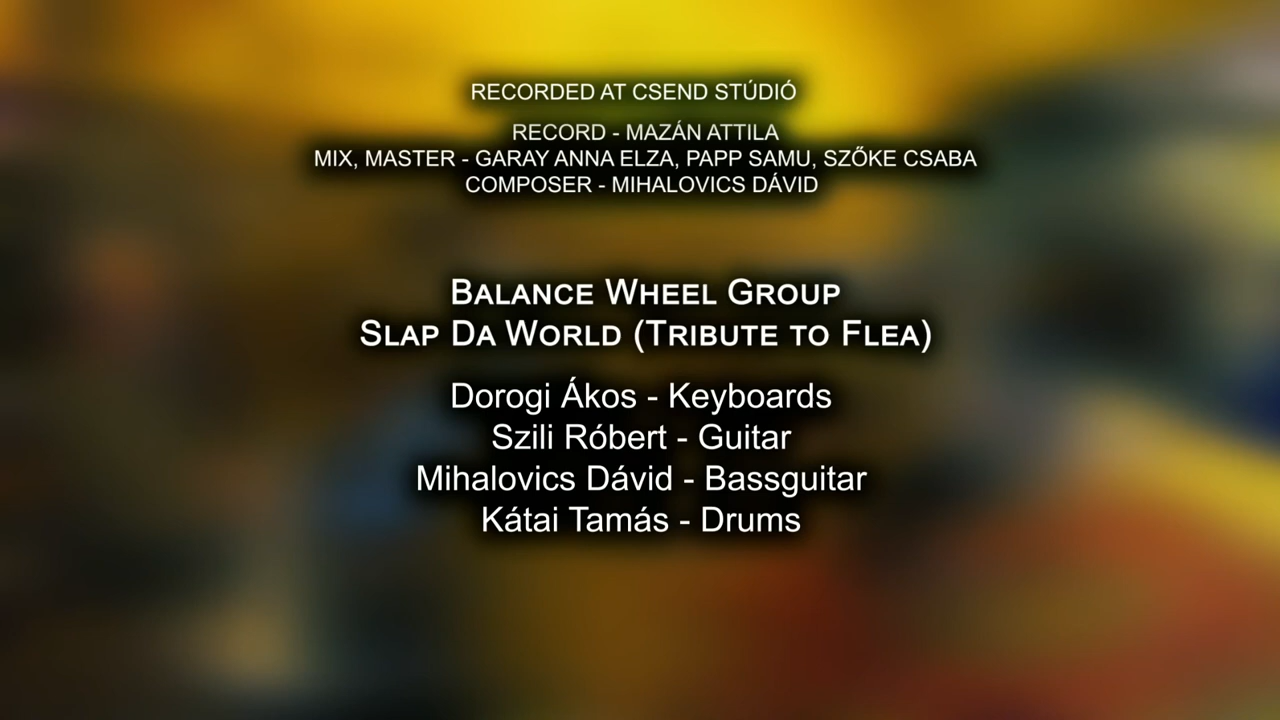 RECORDED AT CSEND STÚDIÓ
RECORD - MAZÁN ATTILA
MIX, MASTER - GARAY ANNA ELZA, PAPP SAMU, SZŐKE CSABA
COMPOSER - MIHALOVICS DÁVID
BALANCE WHEEL GROUP
SLAP DA WORLD (TRIBUTE TO FLEA)
Dorogi Ákos - Keyboards
Szili Róbert - Guitar
Mihalovics Dávid - Bassguitar
Kátai Tamás - Drums